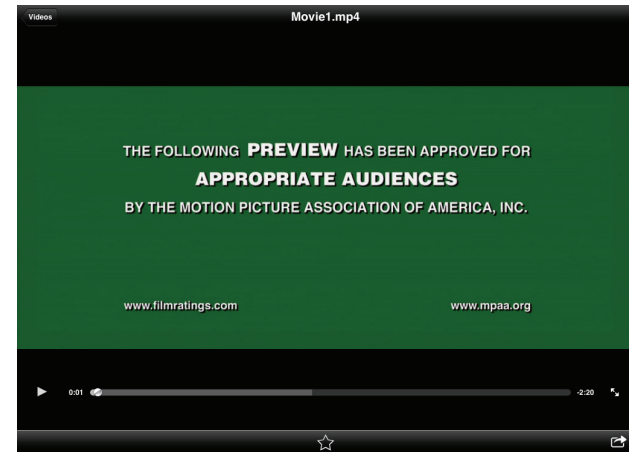 Videos
Movie1.mp4
THE FOLLOWING PREVIEW HAS BEEN APPROVED FOR
APPROPRIATE AUDIENCES
BY THE MOTION PICTURE ASSOCIATION OF AMERICA, INC.
www.filmratings.com www.mpaa.org
0:01 -2:20